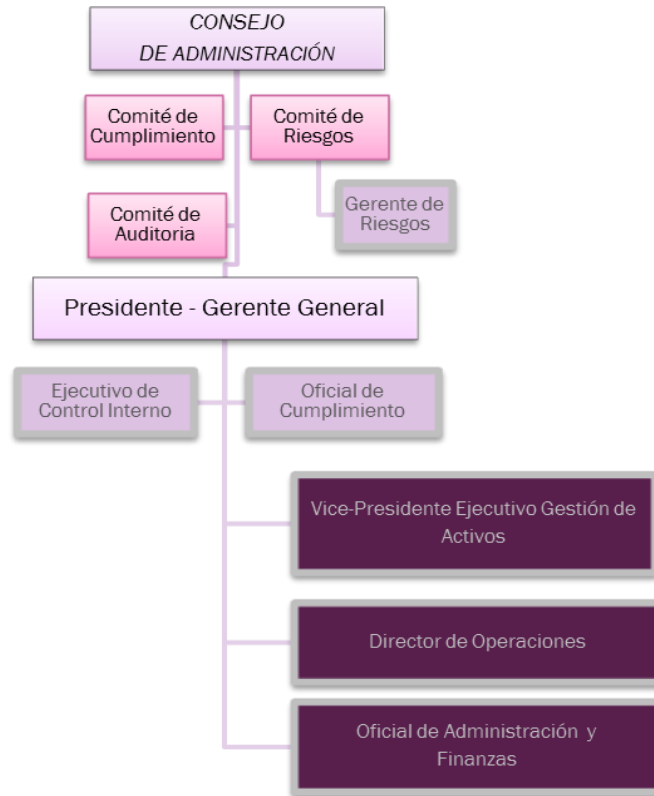 CONSEJO
DE ADMINISTRACIÓN
Comité de
Cumplimiento
Comité de
Riesgos
Gerente de
Riesgos
Comité de
Auditoria
Presidente - Gerente General
Ejecutivo de
Control Interno
Oficial de
Cumplimiento
Vice-Presidente Ejecutivo Gestión de
Activos
Director de Operaciones
Oficial de Administración y
Finanzas